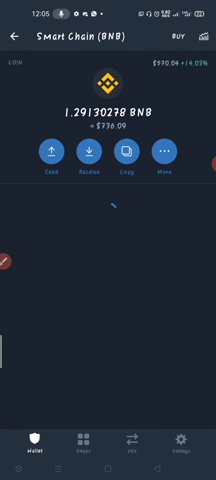 12:05
Smart Chain (BNB)
BUY
COIN
$570.04 +14.03%
1.29130278 BNB
≈ $736.09
Send
Receive
Copy
More
Wallet
DApps
DEX
Settings